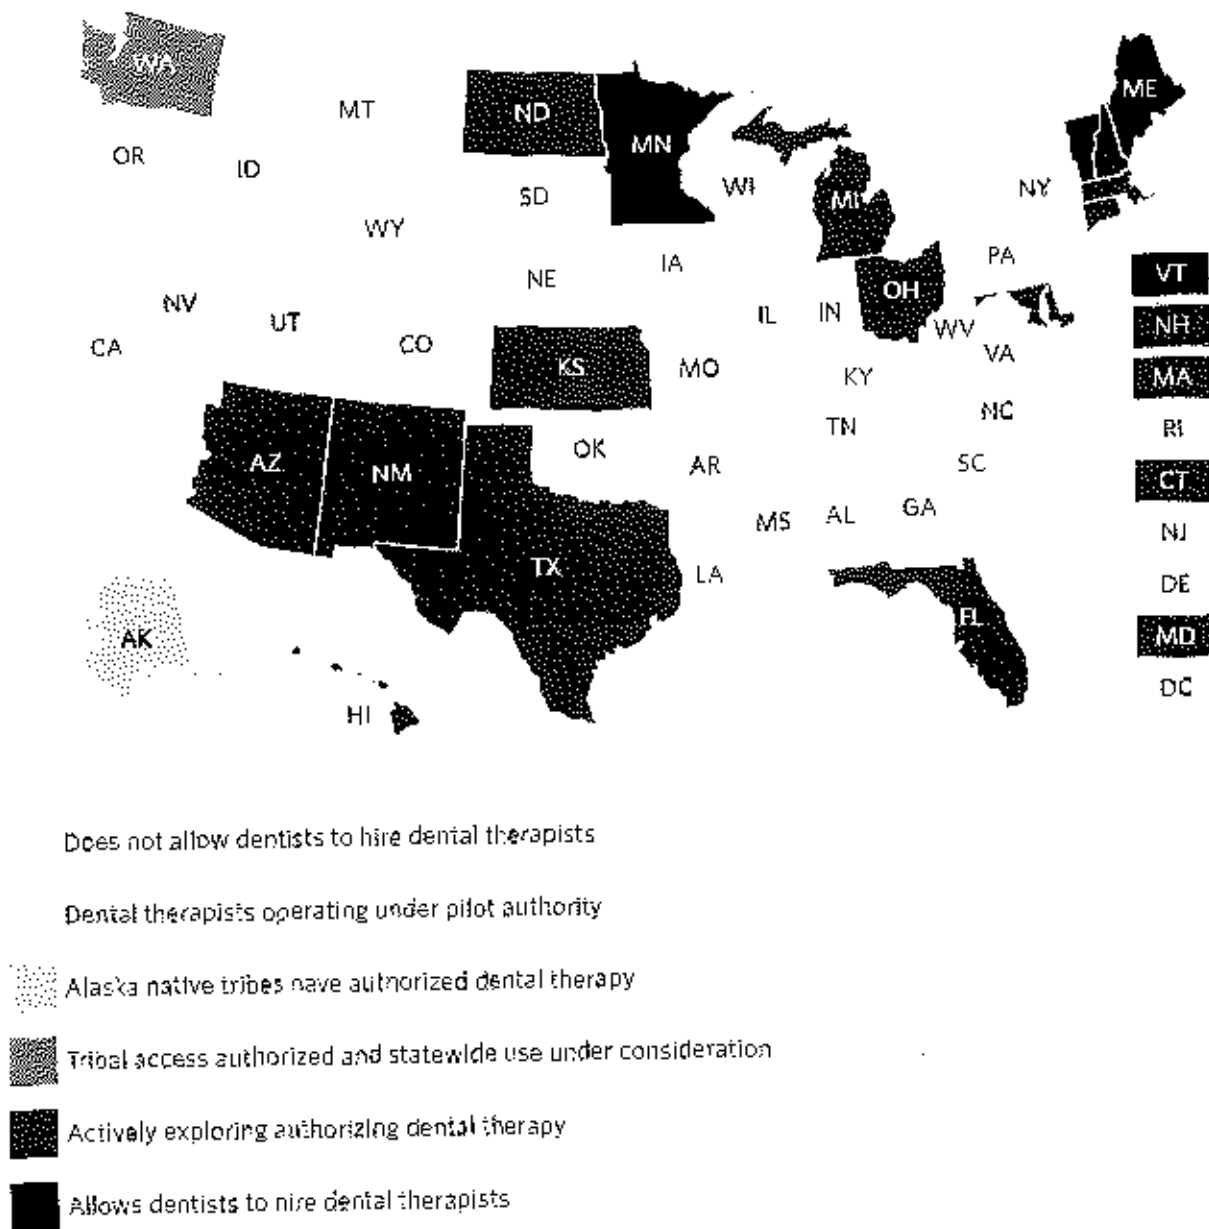 WA
MT
ND
MN
ME
OR
ID
SD
WI
MI
NY
WY
IA
PA
NE
VT
OH
NV
UT
CO
IL
IN
WV
NH
CA
KS
MO
KY
VA
MA
NC
TN
RI
AZ
NM
OK
AR
SC
CT
MS
AL
GA
NJ
TX
LA
DE
FL
AK
MD
HI
DC
Does not allow dentists to hire dental therapists
Dental therapists operating under pilot authority
Alaska native tribes have authorized dental therapy
Tribal access authorized and statewide use under consideration
Actively exploring authorizing dental therapy
Allows dentists to hire dental therapists